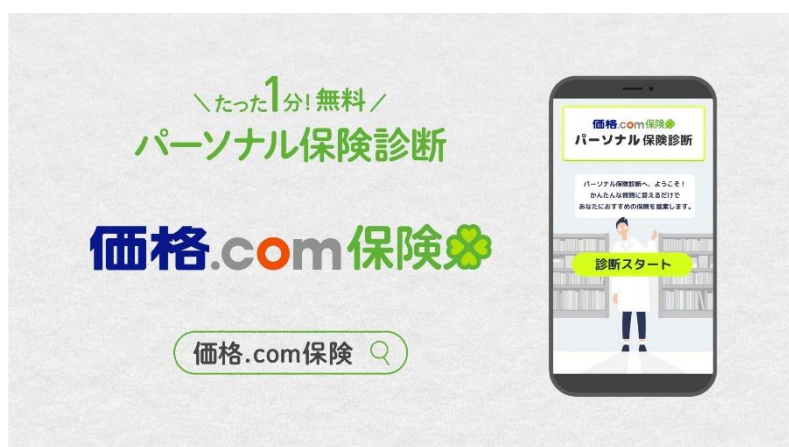 ＼たった1分!無料／
パーソナル保険診断
価格.com保険
価格.com保険
価格.com保険
パーソナル保険診断
パーソナル保険診断へ、ようこそ！
かんたんな質問に答えるだけで
あなたにおすすめの保険を提案します。
診断スタート